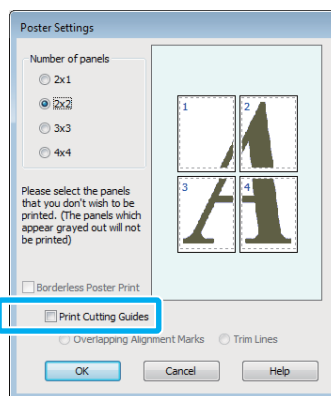 Poster Settings
Number of panels
2x1
2x2
3x3
4x4
1
2
3
4
Please select the panels
that you don't wish to be
printed. (The panels which
appear grayed out will not
be printed)
Borderless Poster Print
Print Cutting Guides
Overlapping Alignment Marks
Trim Lines
OK
Cancel
Help